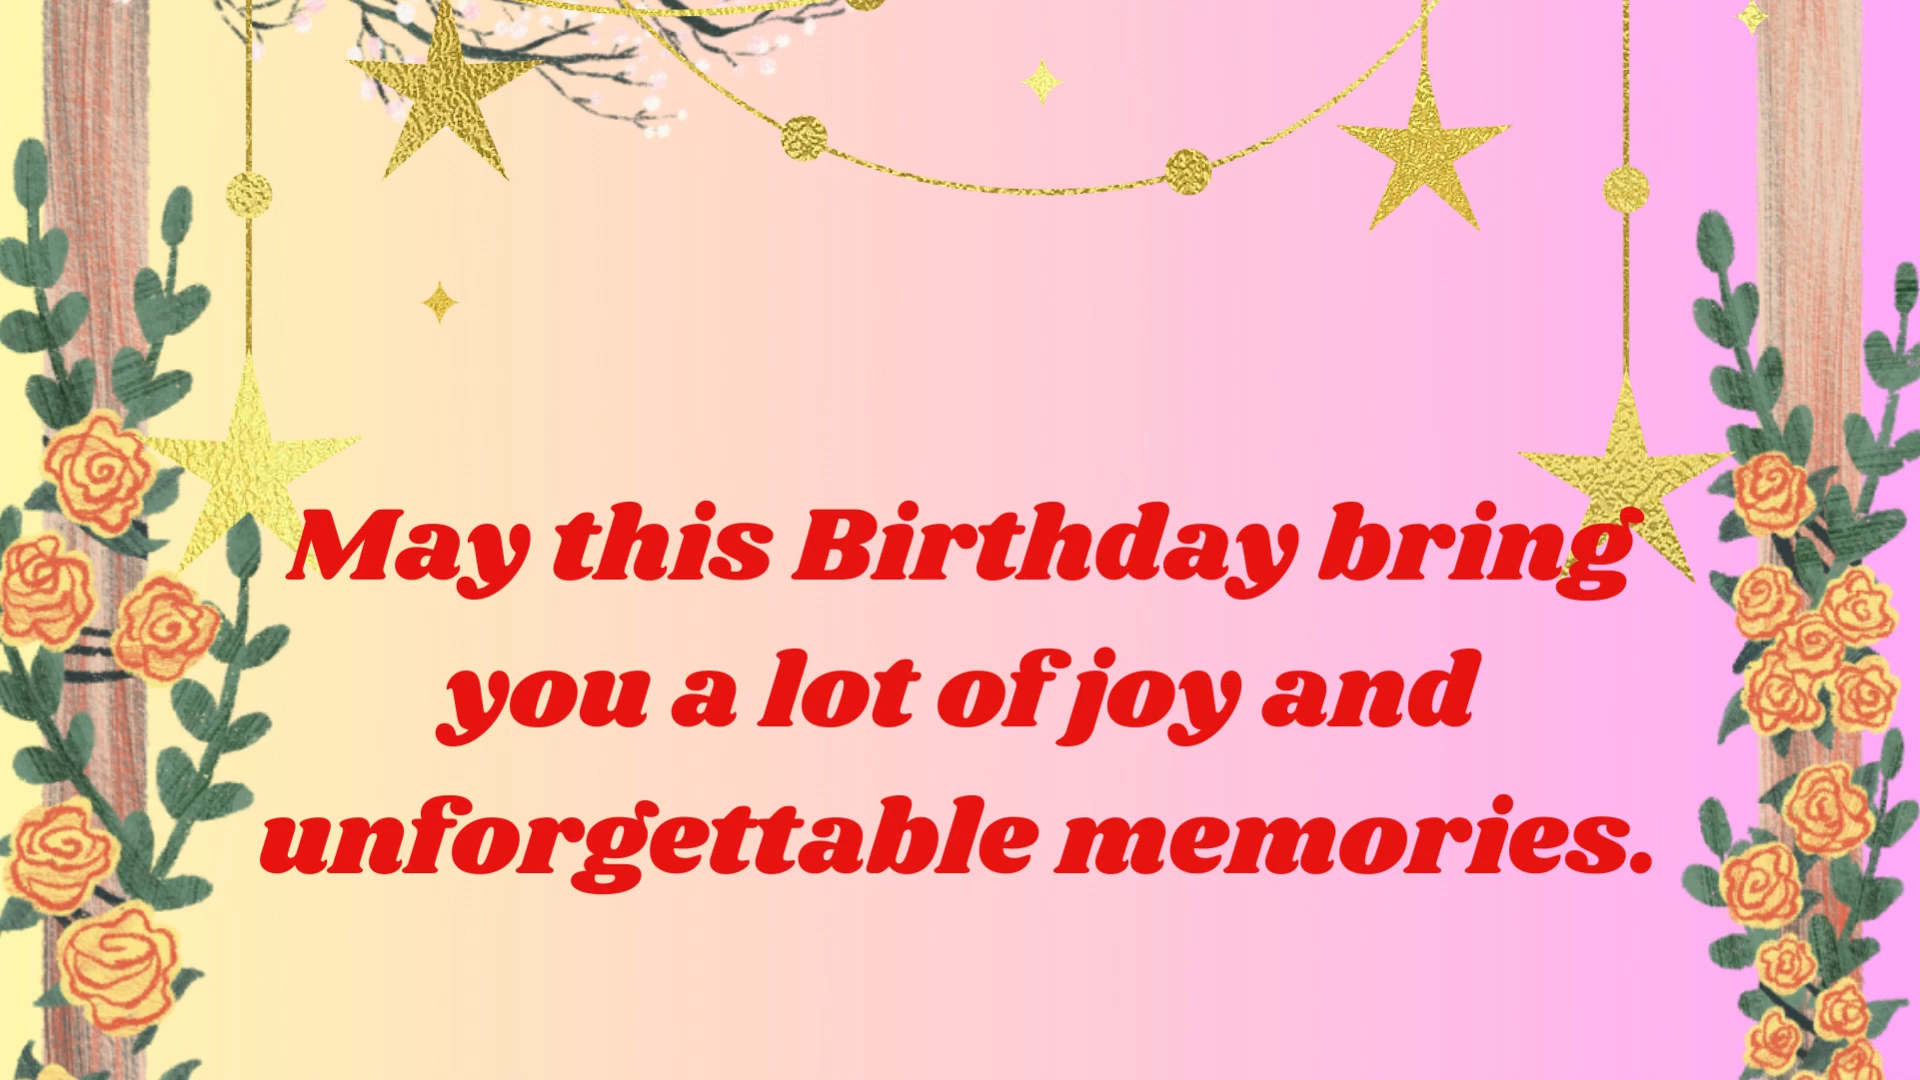 May this Birthday bring
you a lot of joy and
unforgettable memories.